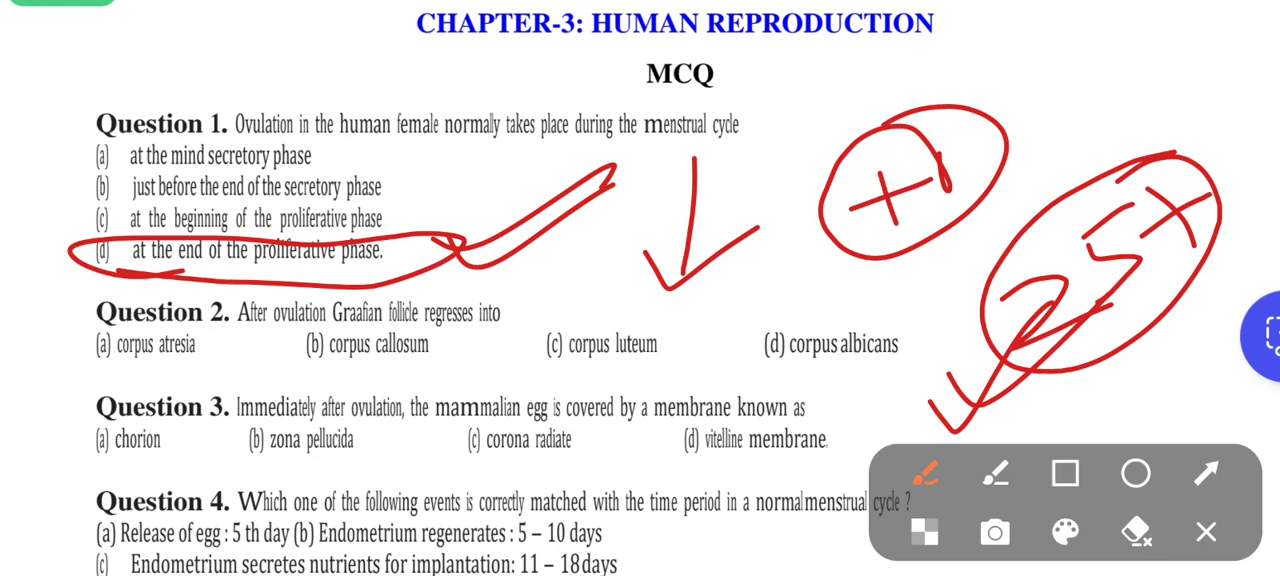 CHAPTER-3: HUMAN REPRODUCTION
MCQ
Question 1. Ovulation in the human female normally takes place during the menstrual cycle
(a) at the mind secretory phase
(b) just before the end of the secretory phase
(c) at the beginning of the proliferative phase
(d) at the end of the proliferative phase.
+1
25+
Question 2. After ovulation Graafian follicle regresses into
(a) corpus atresia (b) corpus callosum (c) corpus luteum (d) corpus albicans
Question 3. Immediately after ovulation, the mammalian egg is covered by a membrane known as
(a) chorion (b) zona pellucida (c) corona radiate (d) vitelline membrane.
Question 4. Which one of the following events is correctly matched with the time period in a normal menstrual cycle ?
(a) Release of egg : 5 th day (b) Endometrium regenerates : 5 – 10 days
(c) Endometrium secretes nutrients for implantation: 11 – 18 days